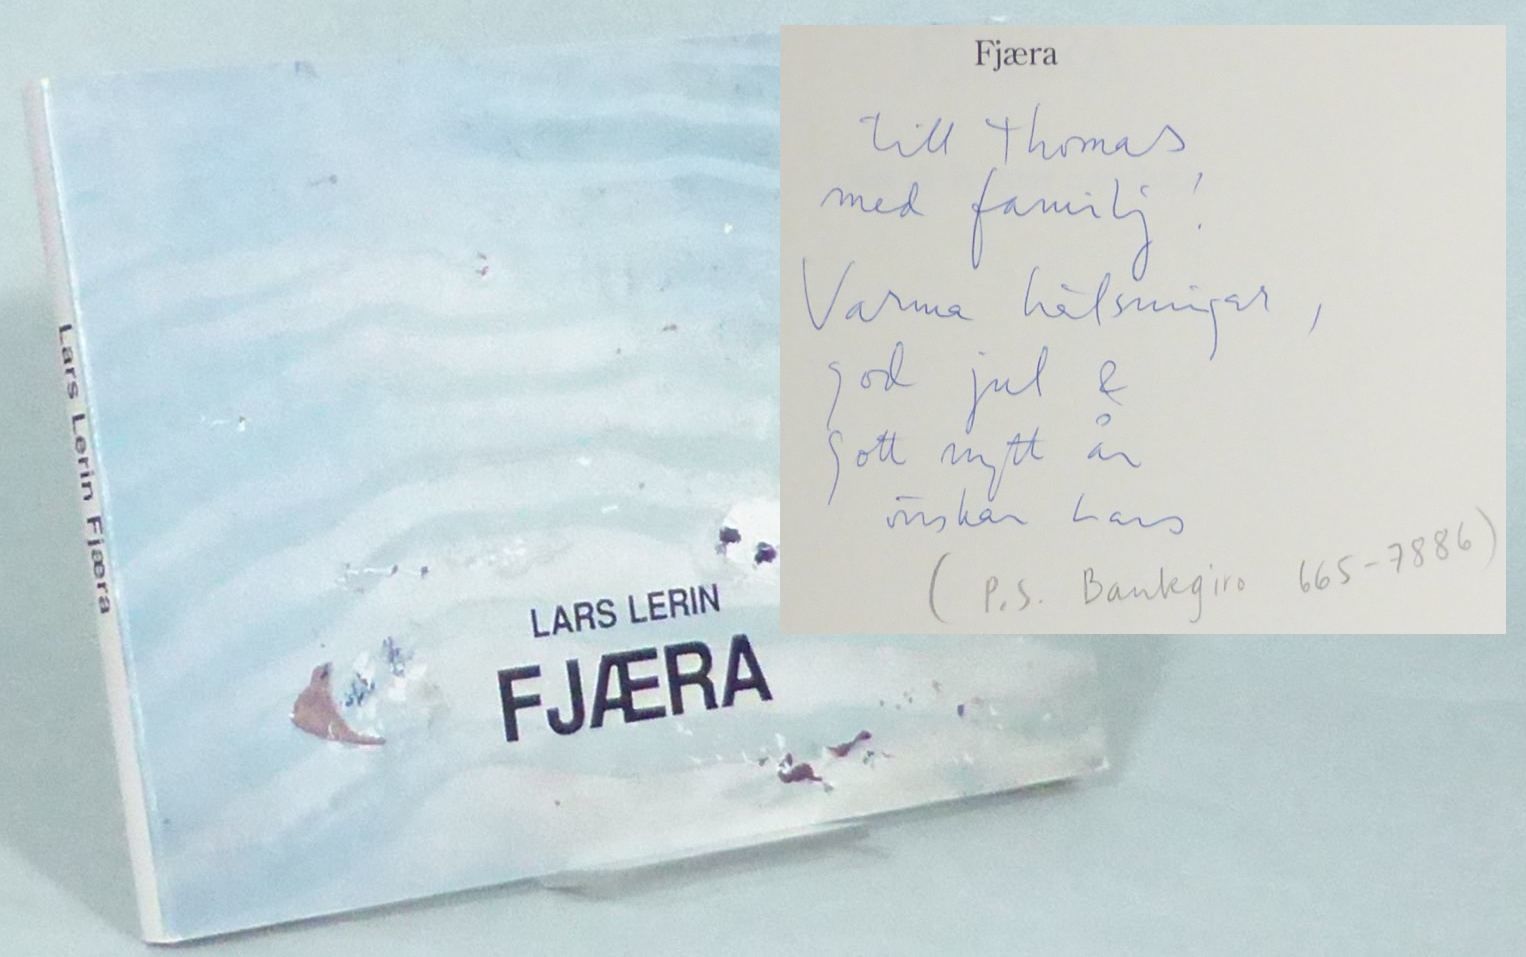 Lars Lerin Fjæra
LARS LERIN
FJÆRA
Fjæra
till Thomas
med familj!
Varma hälsningar,
god jul &
gott nytt år
önskar Lars
(P.S. Bankgiro 665-7886)